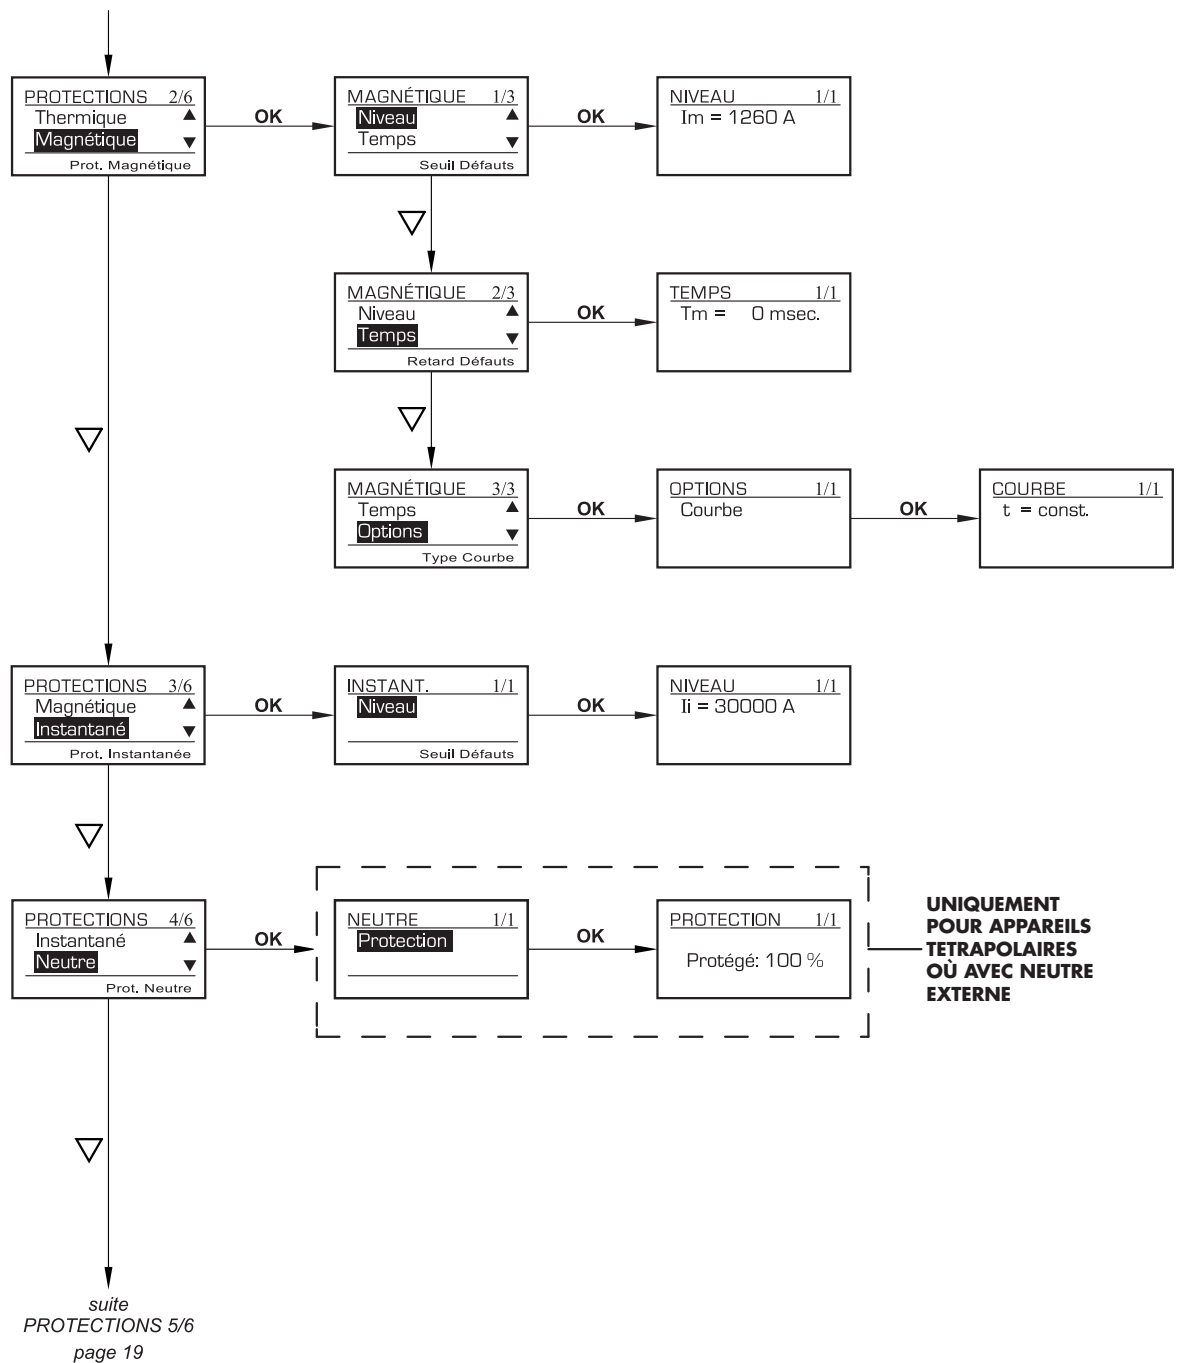 PROTECTIONS 2/6
Thermique
Magnétique
Prot. Magnétique
OK
MAGNÉTIQUE 1/3
Niveau
Temps
Seuil Défauts
OK
NIVEAU 1/1
Im = 1260 A
MAGNÉTIQUE 2/3
Niveau
Temps
Retard Défauts
OK
TEMPS 1/1
Tm = 0 msec.
MAGNÉTIQUE 3/3
Temps
Options
Type Courbe
OK
OPTIONS 1/1
Courbe
OK
COURBE 1/1
t = const.
PROTECTIONS 3/6
Magnétique
Instantané
Prot. Instantanée
OK
INSTANT. 1/1
Niveau
Seuil Défauts
OK
NIVEAU 1/1
Ii = 30000 A
PROTECTIONS 4/6
Instantané
Neutre
Prot. Neutre
OK
NEUTRE 1/1
Protection
OK
PROTECTION 1/1
Protégé: 100 %
UNIQUEMENT
POUR APPAREILS
TETRAPOLAIRES
OÙ AVEC NEUTRE
EXTERNE
suite
PROTECTIONS 5/6
page 19